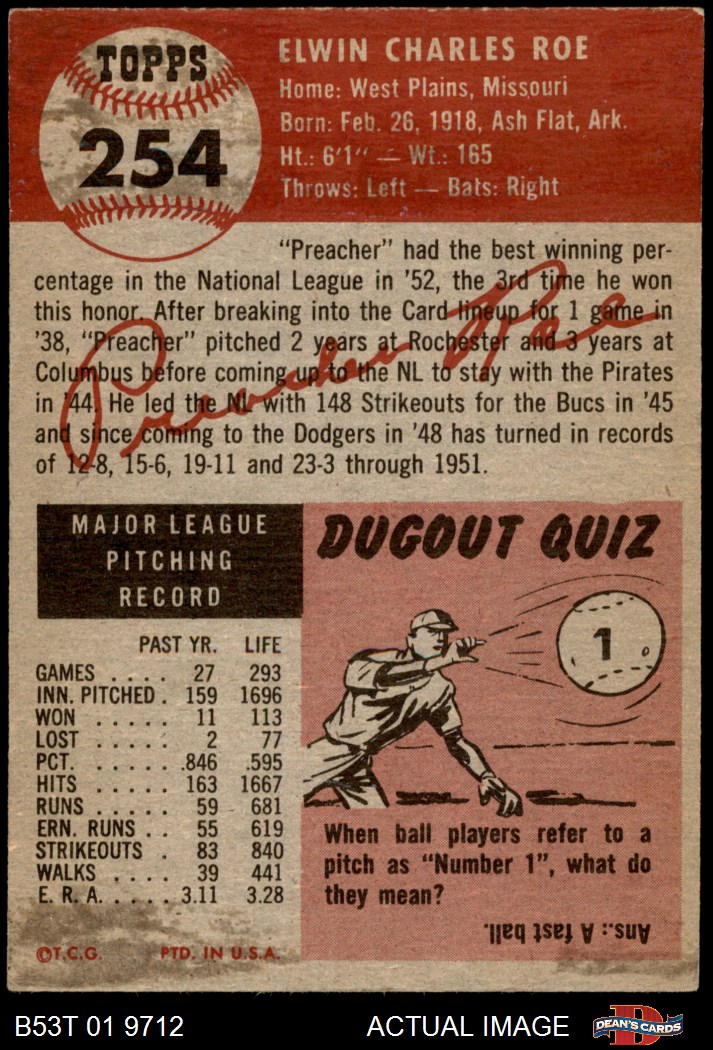 TOPPS
254
ELWIN CHARLES ROE
Home: West Plains, Missouri
Born: Feb. 26, 1918, Ash Flat, Ark.
Ht.: 6'1" — Wt.: 165
Throws: Left — Bats: Right
"Preacher" had the best winning per-
centage in the National League in '52, the 3rd time he won
this honor. After breaking into the Card lineup for 1 game in
'38, "Preacher" pitched 2 years at Rochester and 3 years at
Columbus before coming up to the NL to stay with the Pirates
in '44. He led the NL with 148 Strikeouts for the Bucs in '45
and since coming to the Dodgers in '48 has turned in records
of 12-8, 15-6, 19-11 and 23-3 through 1951.
Preacher Roe
MAJOR LEAGUE
PITCHING
RECORD
PAST YR. LIFE
GAMES . . . . 27 293
INN. PITCHED . 159 1696
WON . . . . . 11 113
LOST . . . . . 2 77
PCT. . . . . . .846 .595
HITS . . . . . 163 1667
RUNS . . . . . 59 681
ERN. RUNS . . 55 619
STRIKEOUTS . 83 840
WALKS . . . . 39 441
E. R. A. . . . . 3.11 3.28
©T.C.G. PTD. IN U.S.A.
DUGOUT QUIZ
1
When ball players refer to a
pitch as "Number 1", what do
they mean?
Ans.: A fast ball.
B53T 01 9712 ACTUAL IMAGE
D
DEAN'S CARDS